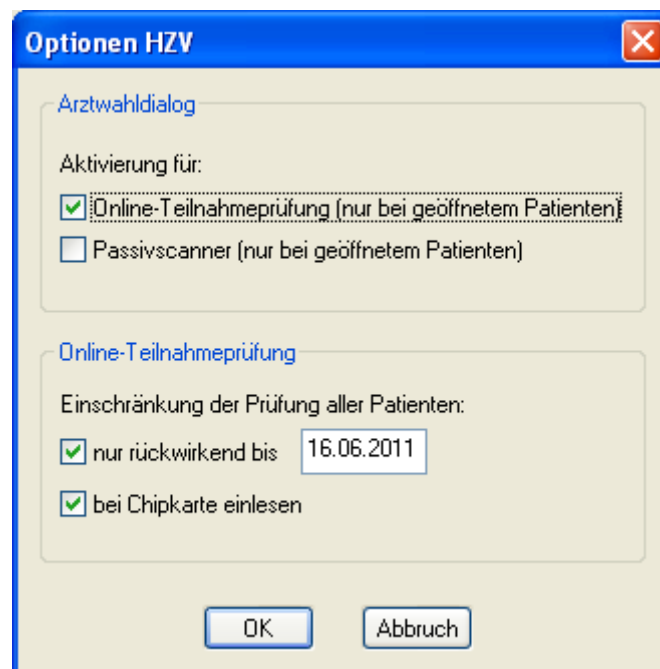 Optionen HZV
Arztwahldialog
Aktivierung für:
Online-Teilnahmeprüfung (nur bei geöffnetem Patienten)
Passivscanner (nur bei geöffnetem Patienten)
Online-Teilnahmeprüfung
Einschränkung der Prüfung aller Patienten:
nur rückwirkend bis 16.06.2011
bei Chipkarte einlesen
OK Abbruch